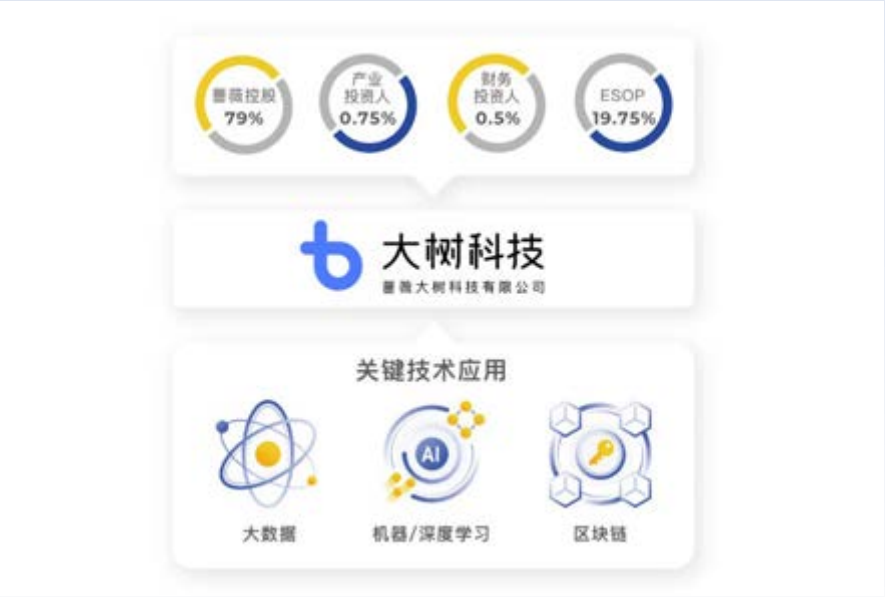 蔷薇控股
79%
产业
投资人
0.75%
财务
投资人
0.5%
ESOP
19.75%
大树科技
蔷薇大树科技有限公司
关键技术应用
AI
大数据
机器/深度学习
区块链